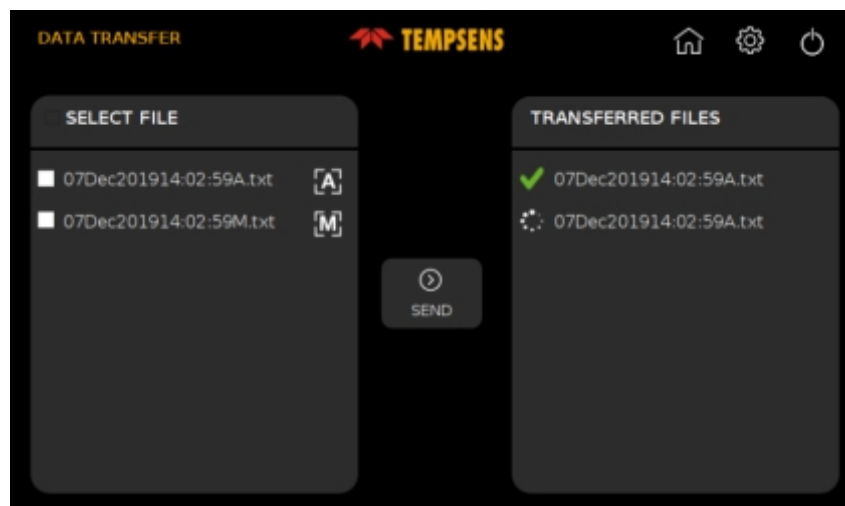 DATA TRANSFER
TEMPSENS
SELECT FILE
07Dec201914:02:59A.txt
[A]
07Dec201914:02:59M.txt
[M]
SEND
TRANSFERRED FILES
07Dec201914:02:59A.txt
07Dec201914:02:59A.txt